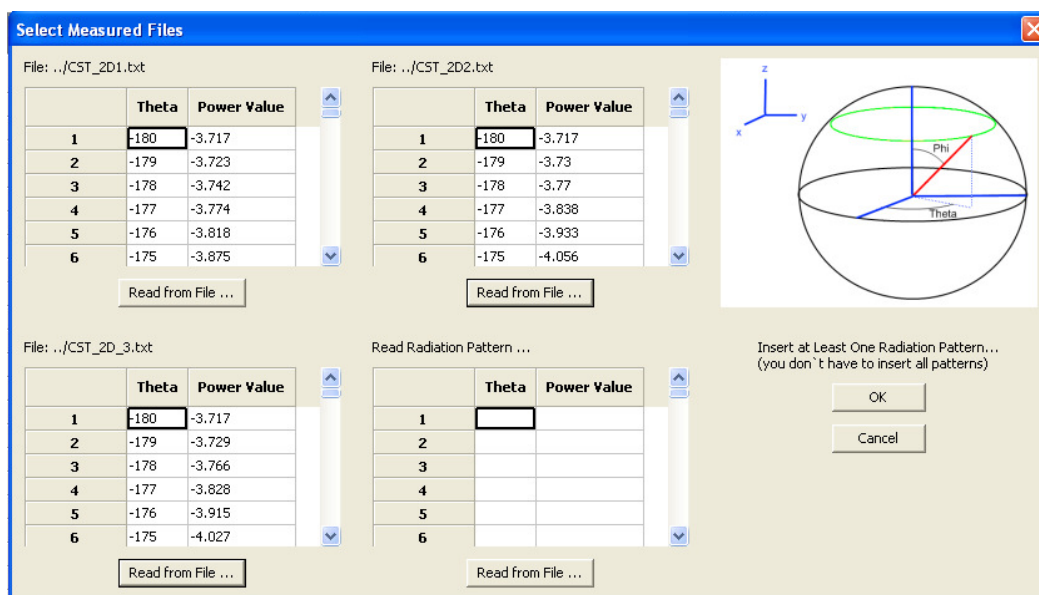 Select Measured Files
File: ../CST_2D1.txt
Theta Power Value
1 -180 -3.717
2 -179 -3.723
3 -178 -3.742
4 -177 -3.774
5 -176 -3.818
6 -175 -3.875
Read from File ...
File: ../CST_2D2.txt
Theta Power Value
1 -180 -3.717
2 -179 -3.73
3 -178 -3.77
4 -177 -3.838
5 -176 -3.933
6 -175 -4.056
Read from File ...
z
y
x
Phi
Theta
File: ../CST_2D_3.txt
Theta Power Value
1 -180 -3.717
2 -179 -3.729
3 -178 -3.766
4 -177 -3.828
5 -176 -3.915
6 -175 -4.027
Read from File ...
Read Radiation Pattern ...
Theta Power Value
1
2
3
4
5
6
Read from File ...
Insert at Least One Radiation Pattern...
(you don`t have to insert all patterns)
OK
Cancel